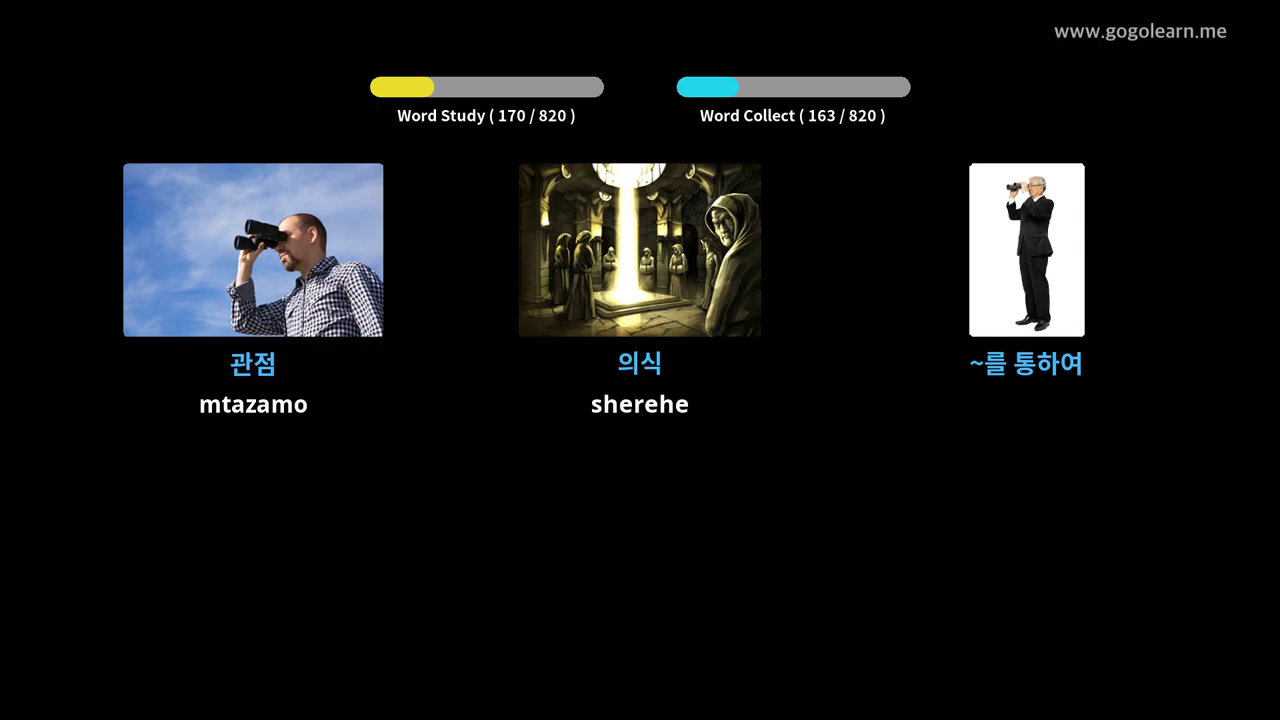 www.gogolearn.me
Word Study ( 170 / 820 )
Word Collect ( 163 / 820 )
관점
mtazamo
의식
sherehe
~를 통하여